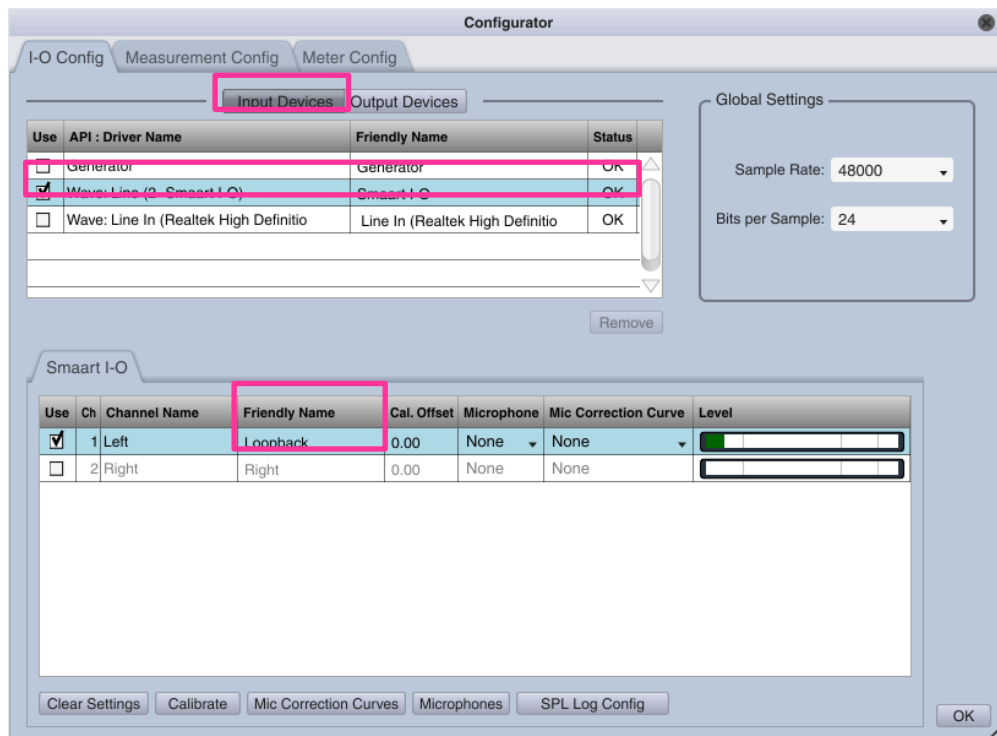 Configurator
I-O Config Measurement Config Meter Config
Input Devices Output Devices
Global Settings
Use API : Driver Name Friendly Name Status
Generator Generator OK
Wave: Line (2- Smaart I-O) Smaart I-O OK
Wave: Line In (Realtek High Definitio Line In (Realtek High Definitio OK
Sample Rate: 48000
Bits per Sample: 24
Remove
Smaart I-O
Use Ch Channel Name Friendly Name Cal. Offset Microphone Mic Correction Curve Level
1 Left Loopback 0.00 None None
2 Right Right 0.00 None None
Clear Settings Calibrate Mic Correction Curves Microphones SPL Log Config
OK